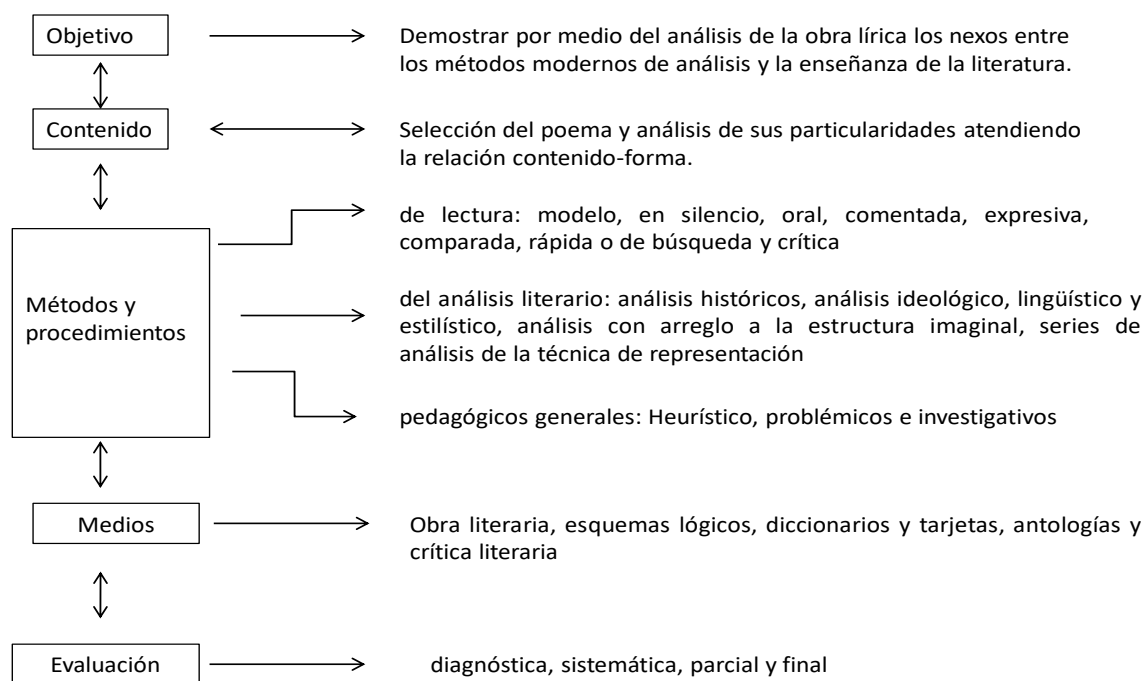 Objetivo
Demostrar por medio del análisis de la obra lírica los nexos entre
los métodos modernos de análisis y la enseñanza de la literatura.
Contenido
Selección del poema y análisis de sus particularidades atendiendo
la relación contenido-forma.
Métodos y
procedimientos
de lectura: modelo, en silencio, oral, comentada, expresiva,
comparada, rápida o de búsqueda y crítica
del análisis literario: análisis históricos, análisis ideológico, lingüístico y
estilístico, análisis con arreglo a la estructura imaginal, series de
análisis de la técnica de representación
pedagógicos generales: Heurístico, problémicos e investigativos
Medios
Obra literaria, esquemas lógicos, diccionarios y tarjetas, antologías y
crítica literaria
Evaluación
diagnóstica, sistemática, parcial y final